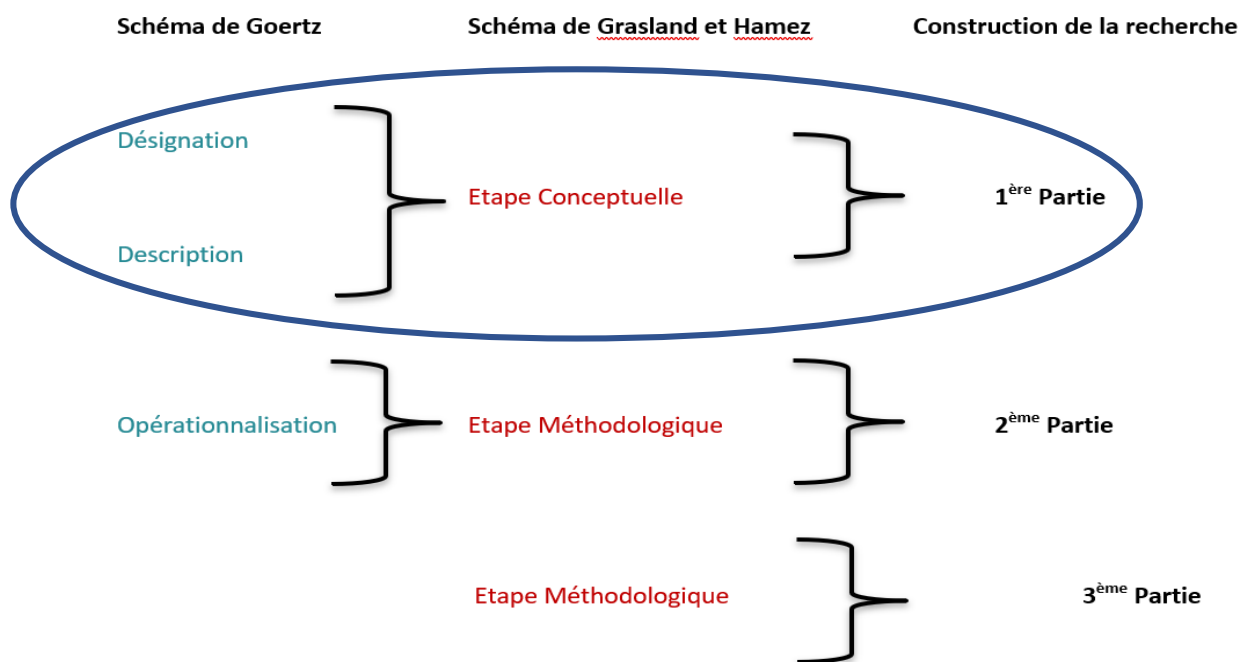 Schéma de Goertz Schéma de Grasland et Hamez Construction de la recherche
Désignation
Etape Conceptuelle 1ère Partie
Description
Opérationnalisation Etape Méthodologique 2ème Partie
Etape Méthodologique 3ème Partie